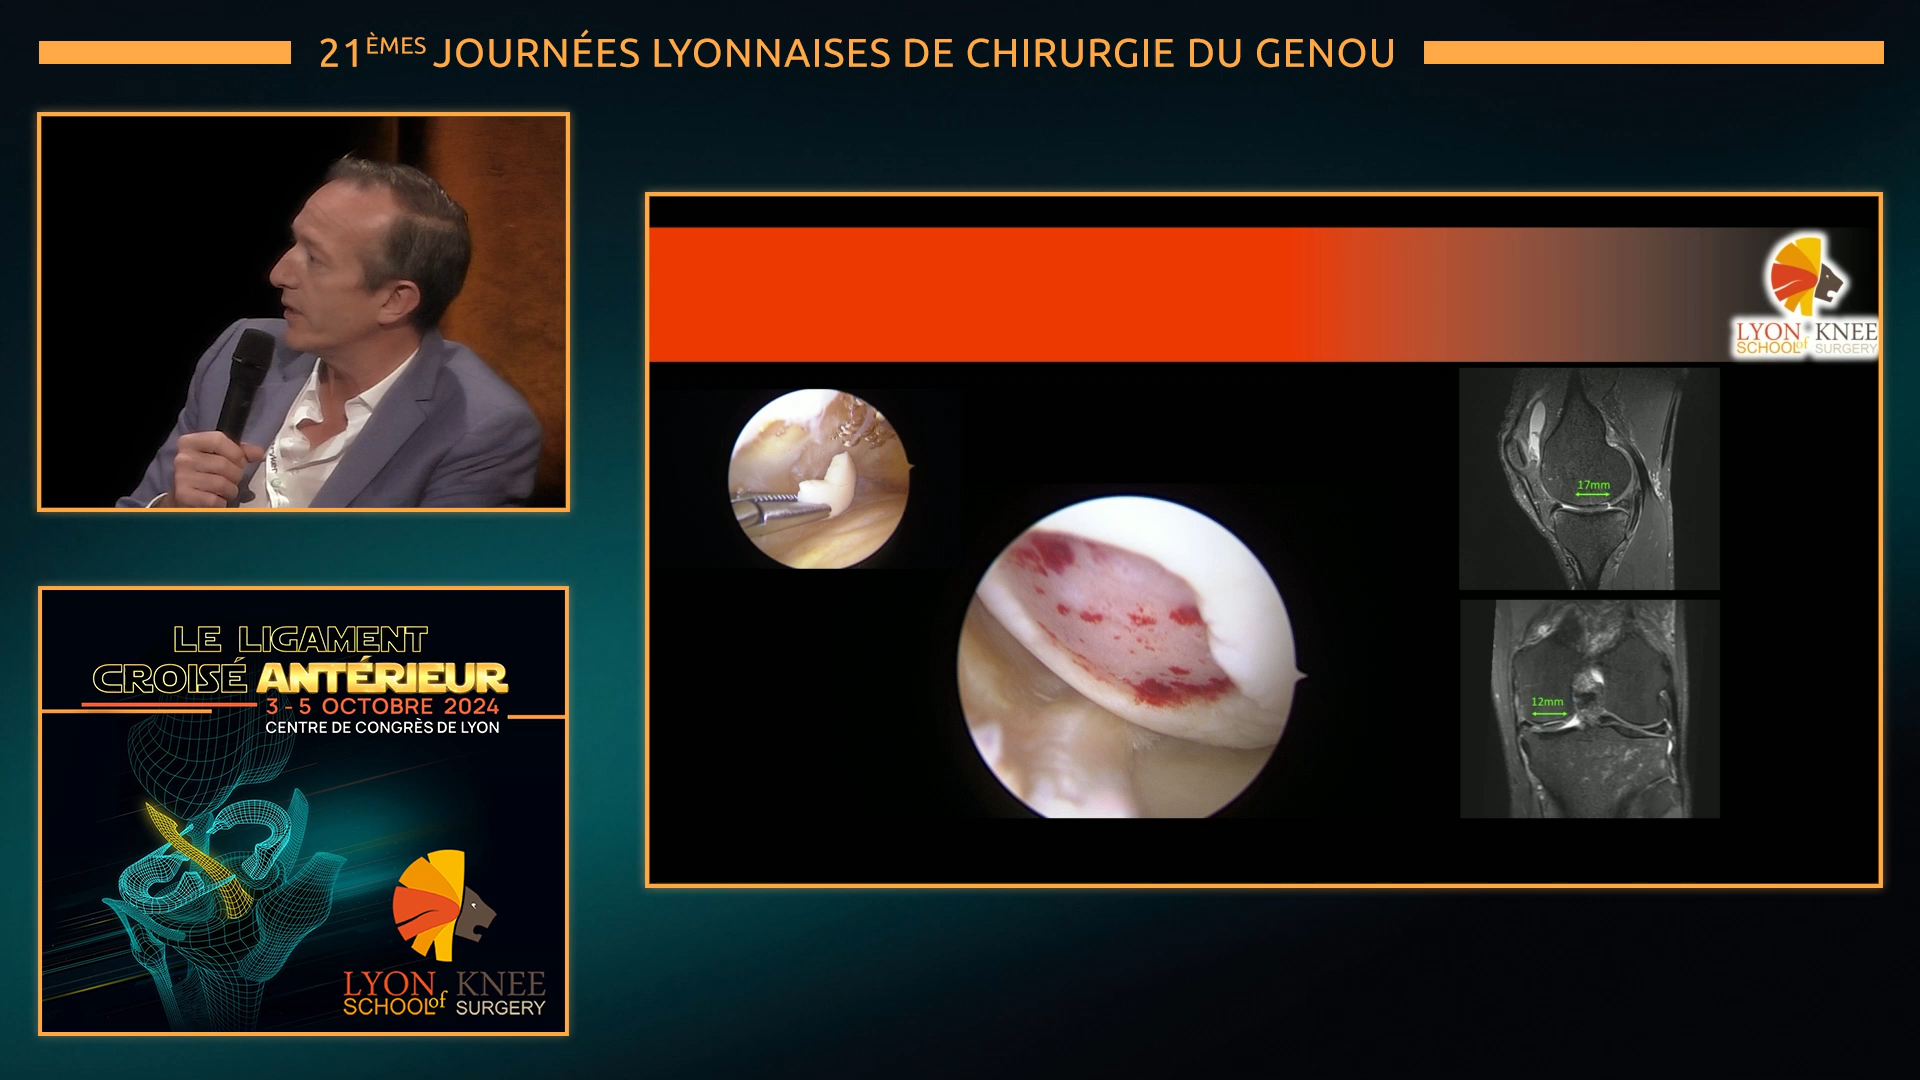 21ÈMES JOURNÉES LYONNAISES DE CHIRURGIE DU GENOU
LYON KNEE
SCHOOL of SURGERY
17mm
12mm
LE LIGAMENT
CROISÉ ANTÉRIEUR
3 - 5 OCTOBRE 2024
CENTRE DE CONGRÈS DE LYON
LYON KNEE
SCHOOL of SURGERY